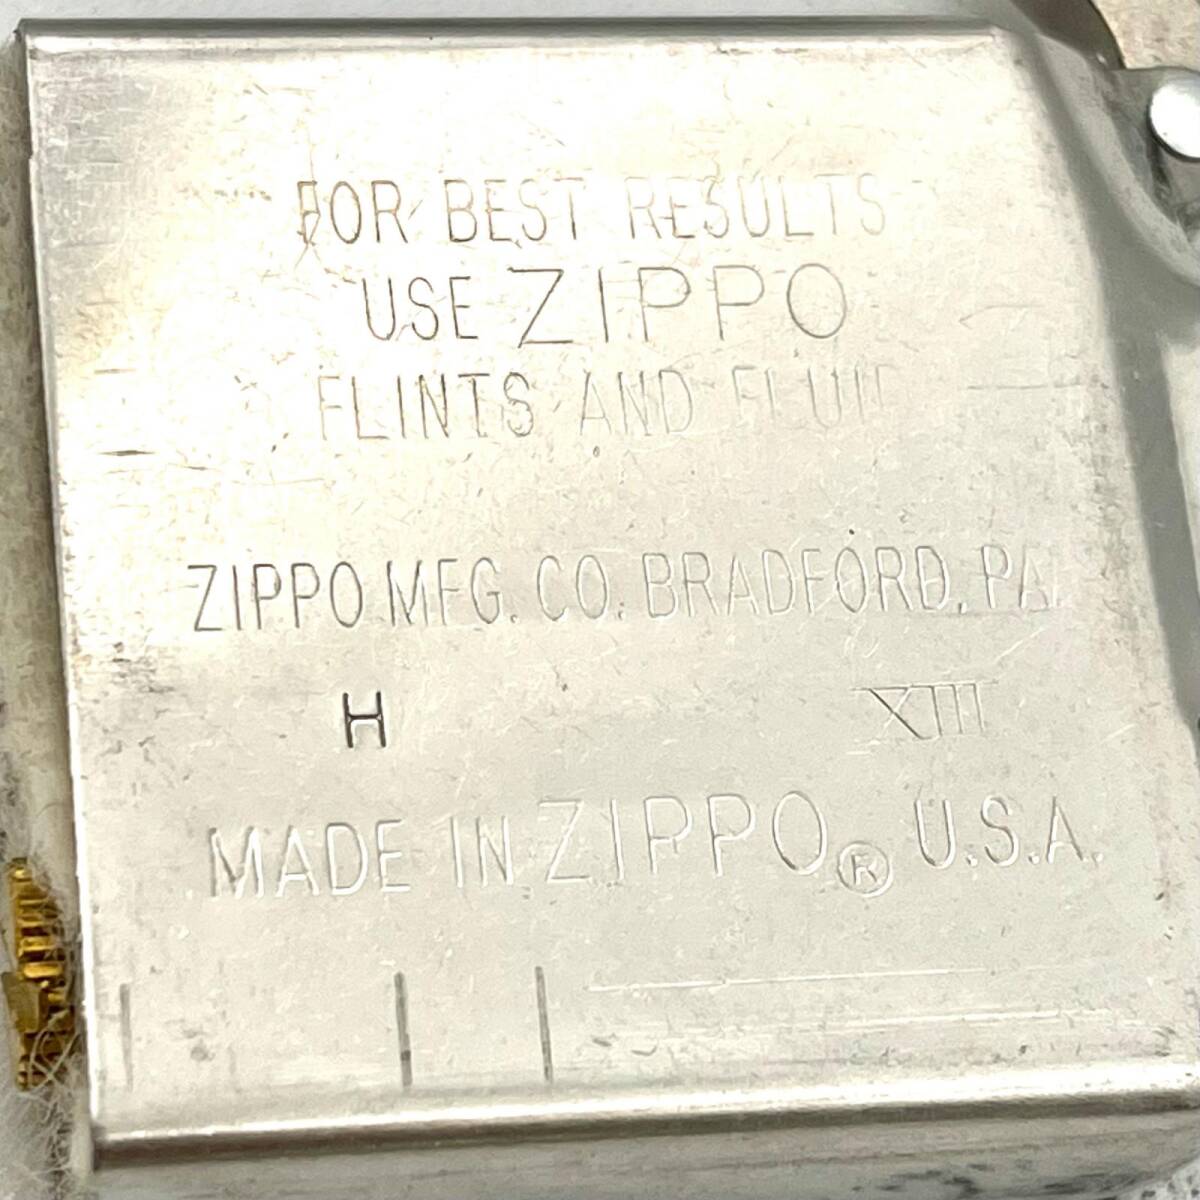 FOR BEST RESULTS
USE ZIPPO
FLINTS AND FLUID
ZIPPO MFG. CO. BRADFORD, PA.
H XIII
MADE IN ZIPPO® U.S.A.